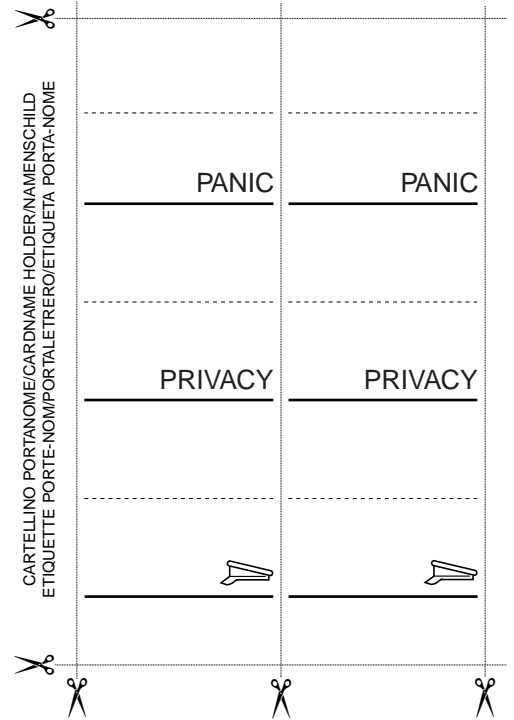 CARTELLINO PORTANOME/CARDNAME HOLDER/NAMENSCHILD
ETIQUETTE PORTE-NOM/PORTALETRERO/ETIQUETA PORTA-NOME
PANIC PANIC
PRIVACY PRIVACY